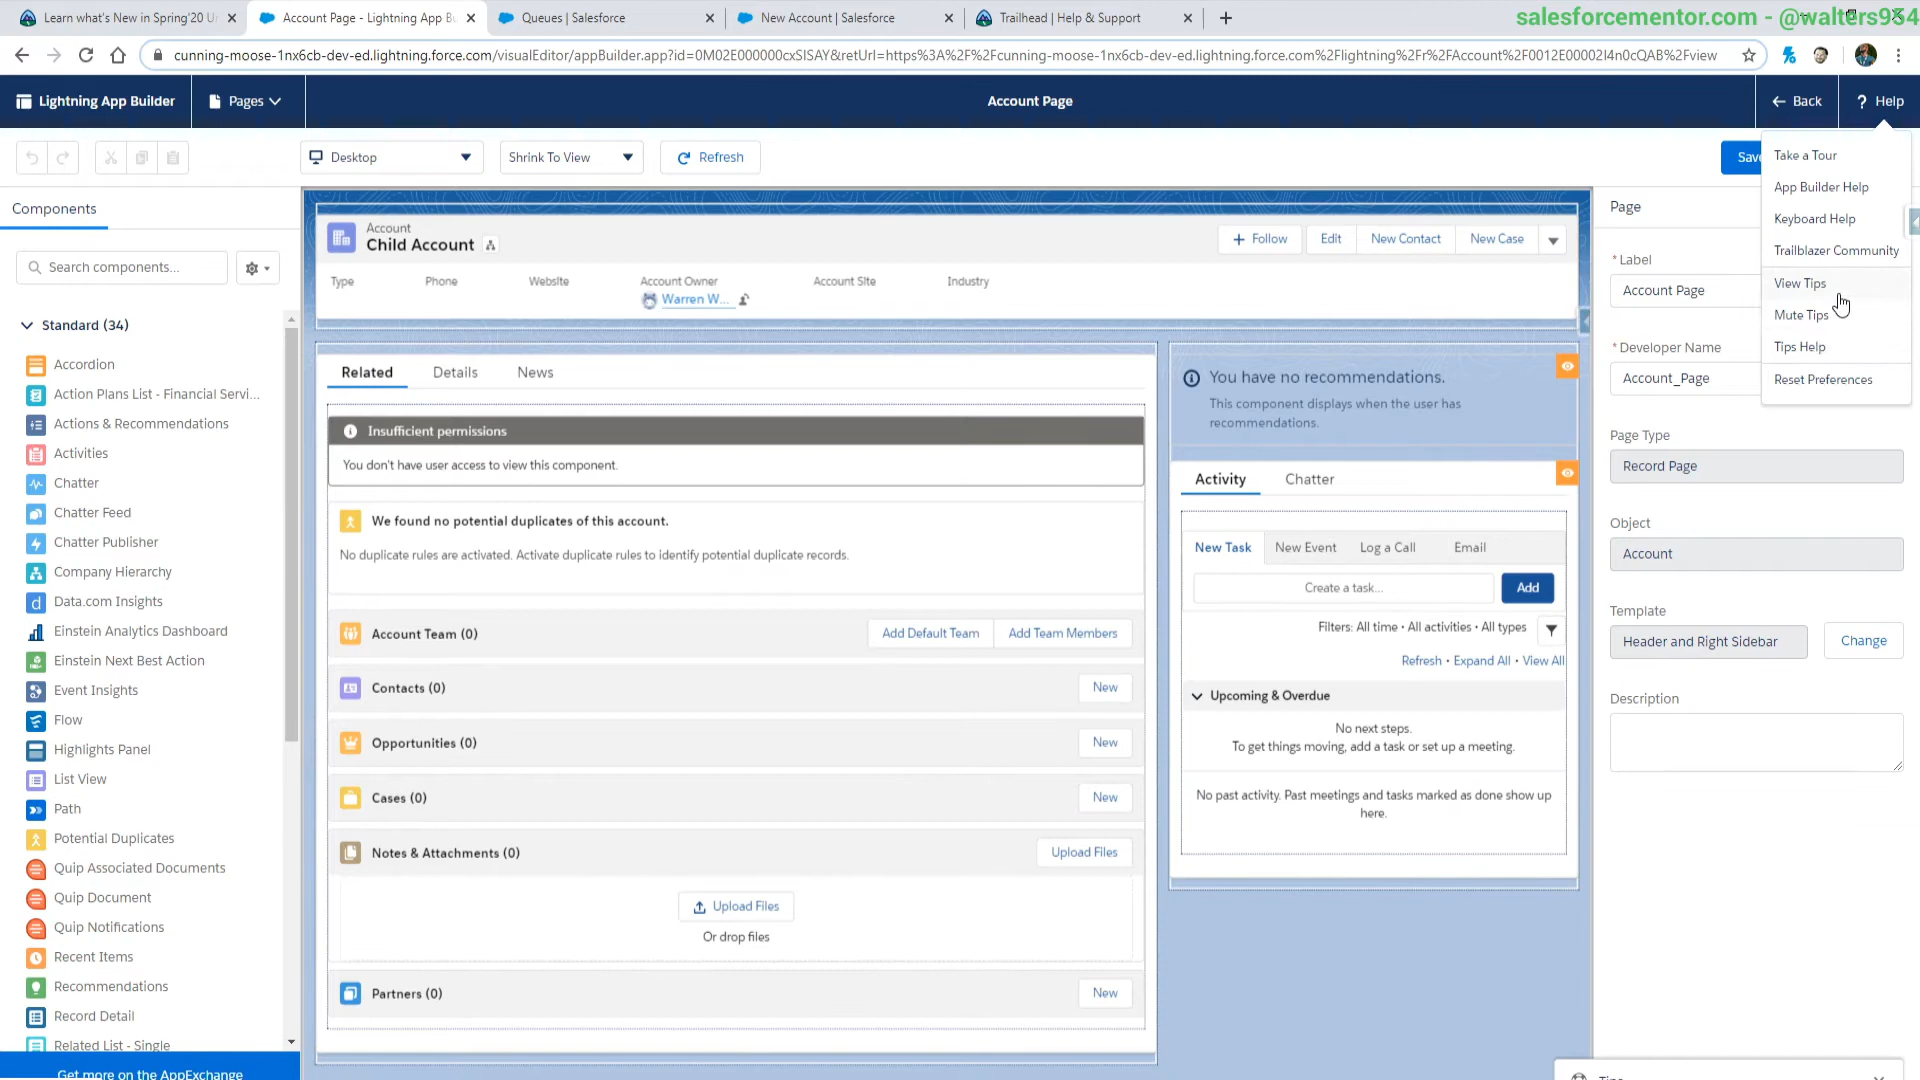 Learn what's New in Spring'20 U
Account Page - Lightning App B
Queues | Salesforce
New Account | Salesforce
Trailhead | Help & Support
salesforcementor.com - @walters954
cunning-moose-1nx6cb-dev-ed.lightning.force.com/visualEditor/appBuilder.app?id=0M02E000000cxSISAY&retUrl=https%3A%2F%2Fcunning-moose-1nx6cb-dev-ed.lightning.force.com%2Flightning%2Fr%2FAccount%2F0012E00002I4n0cQAB%2Fview
Lightning App Builder
Pages
Account Page
Back
? Help
Desktop
Shrink To View
Refresh
Save
Take a Tour
App Builder Help
Keyboard Help
Trailblazer Community
View Tips
Mute Tips
Tips Help
Reset Preferences
Components
Search components...
Standard (34)
Accordion
Action Plans List - Financial Servi...
Actions & Recommendations
Activities
Chatter
Chatter Feed
Chatter Publisher
Company Hierarchy
Data.com Insights
Einstein Analytics Dashboard
Einstein Next Best Action
Event Insights
Flow
Highlights Panel
List View
Path
Potential Duplicates
Quip Associated Documents
Quip Document
Quip Notifications
Recent Items
Recommendations
Record Detail
Related List - Single
Get more on the AppExchange
Account
Child Account
Follow
Edit
New Contact
New Case
Type
Phone
Website
Account Owner
Account Site
Industry
Warren W...
Related
Details
News
Insufficient permissions
You don't have user access to view this component.
We found no potential duplicates of this account.
No duplicate rules are activated. Activate duplicate rules to identify potential duplicate records.
Account Team (0)
Add Default Team
Add Team Members
Contacts (0)
New
Opportunities (0)
New
Cases (0)
New
Notes & Attachments (0)
Upload Files
Upload Files
Or drop files
Partners (0)
New
You have no recommendations.
This component displays when the user has
recommendations.
Activity
Chatter
New Task
New Event
Log a Call
Email
Create a task...
Add
Filters: All time • All activities • All types
Refresh • Expand All • View All
Upcoming & Overdue
No next steps.
To get things moving, add a task or set up a meeting.
No past activity. Past meetings and tasks marked as done show up
here.
Page
* Label
Account Page
* Developer Name
Account_Page
Page Type
Record Page
Object
Account
Template
Header and Right Sidebar
Change
Description